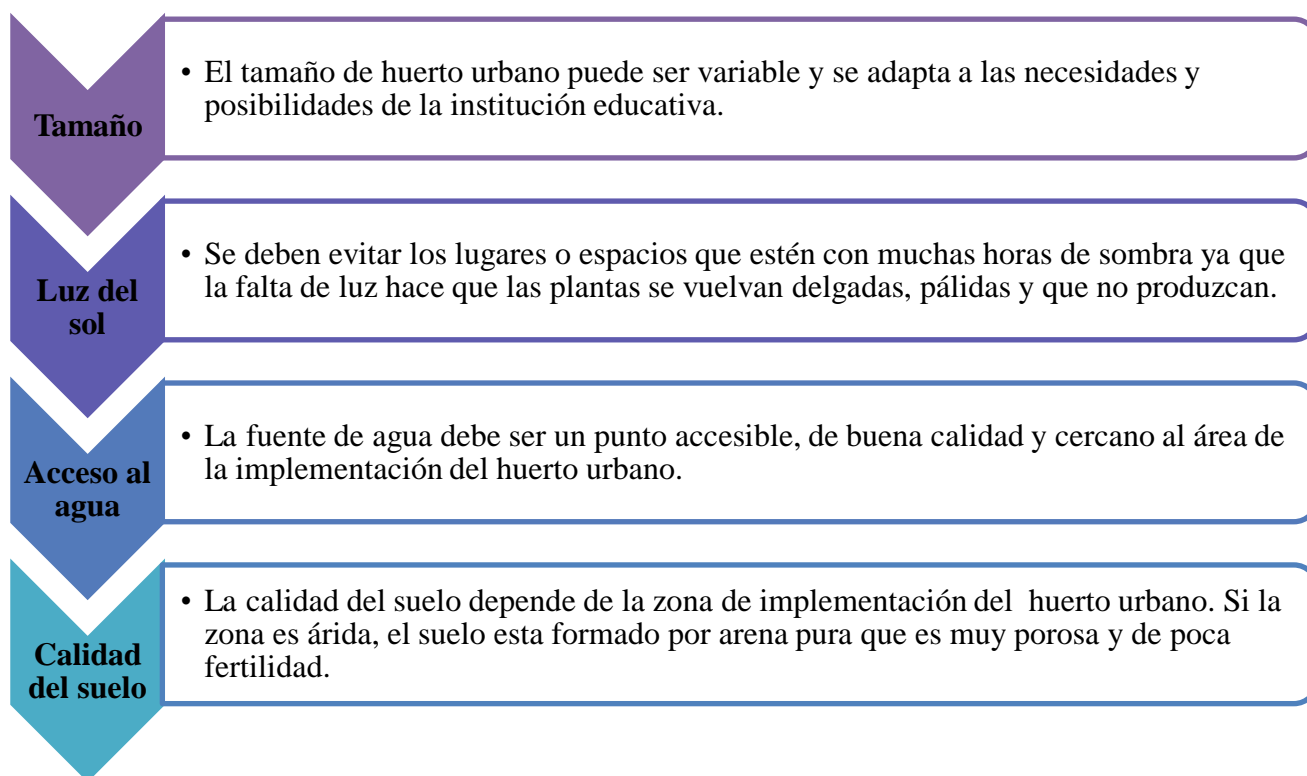 Tamaño
• El tamaño de huerto urbano puede ser variable y se adapta a las necesidades y
posibilidades de la institución educativa.
Luz del
sol
• Se deben evitar los lugares o espacios que estén con muchas horas de sombra ya que
la falta de luz hace que las plantas se vuelvan delgadas, pálidas y que no produzcan.
Acceso al
agua
• La fuente de agua debe ser un punto accesible, de buena calidad y cercano al área de
la implementación del huerto urbano.
Calidad
del suelo
• La calidad del suelo depende de la zona de implementación del  huerto urbano. Si la
zona es árida, el suelo esta formado por arena pura que es muy porosa y de poca
fertilidad.